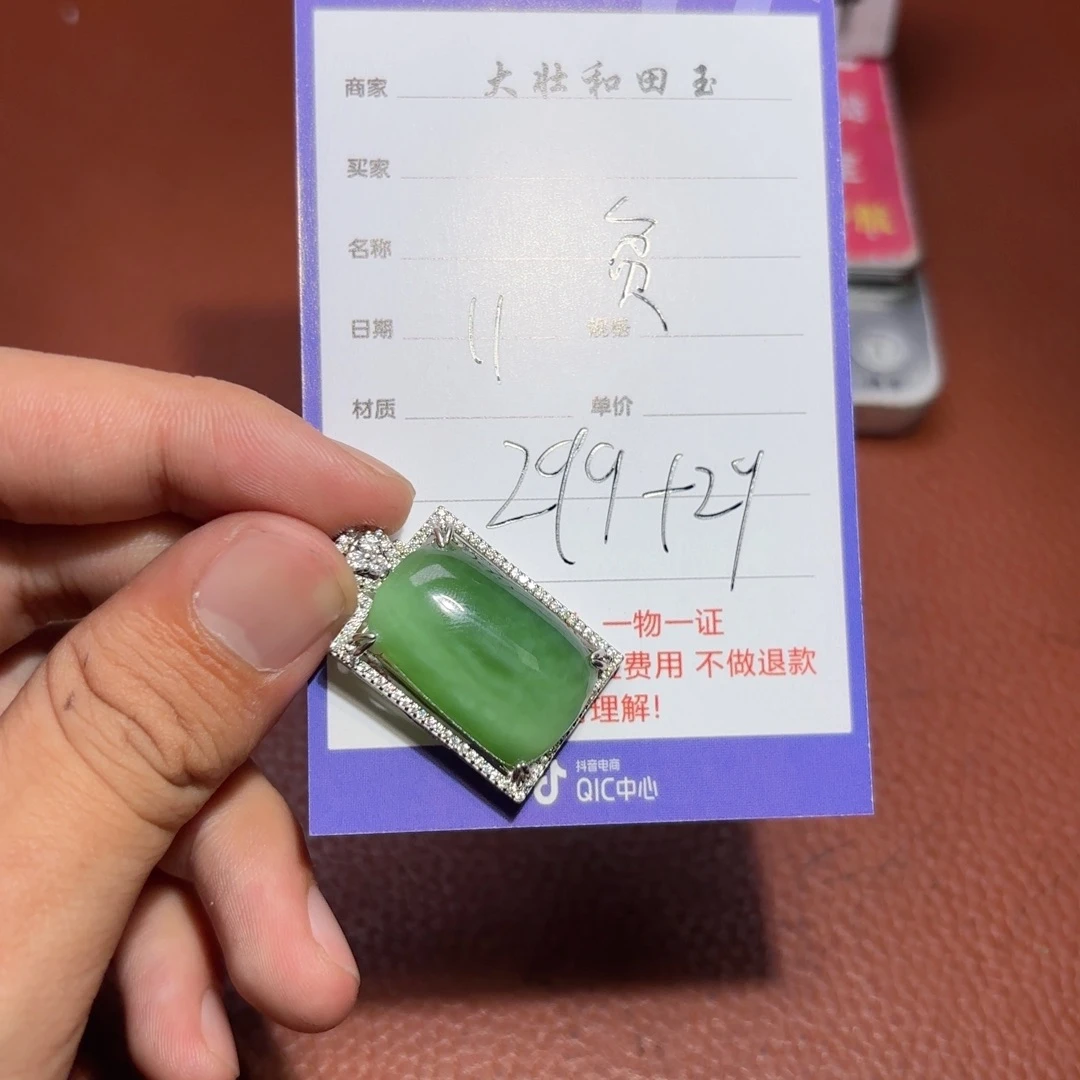 商家 大壮和田玉
买家
名称 贠
日期 11 规格
材质 单价
299+29
一物一证
费用 不做退款
理解!
抖音电商
QIC中心